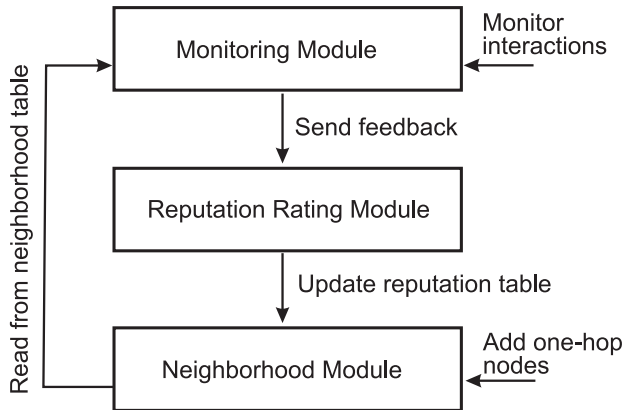 Monitoring Module
Monitor
interactions
Send feedback
Read from neighborhood table
Reputation Rating Module
Update reputation table
Neighborhood Module
Add one-hop
nodes